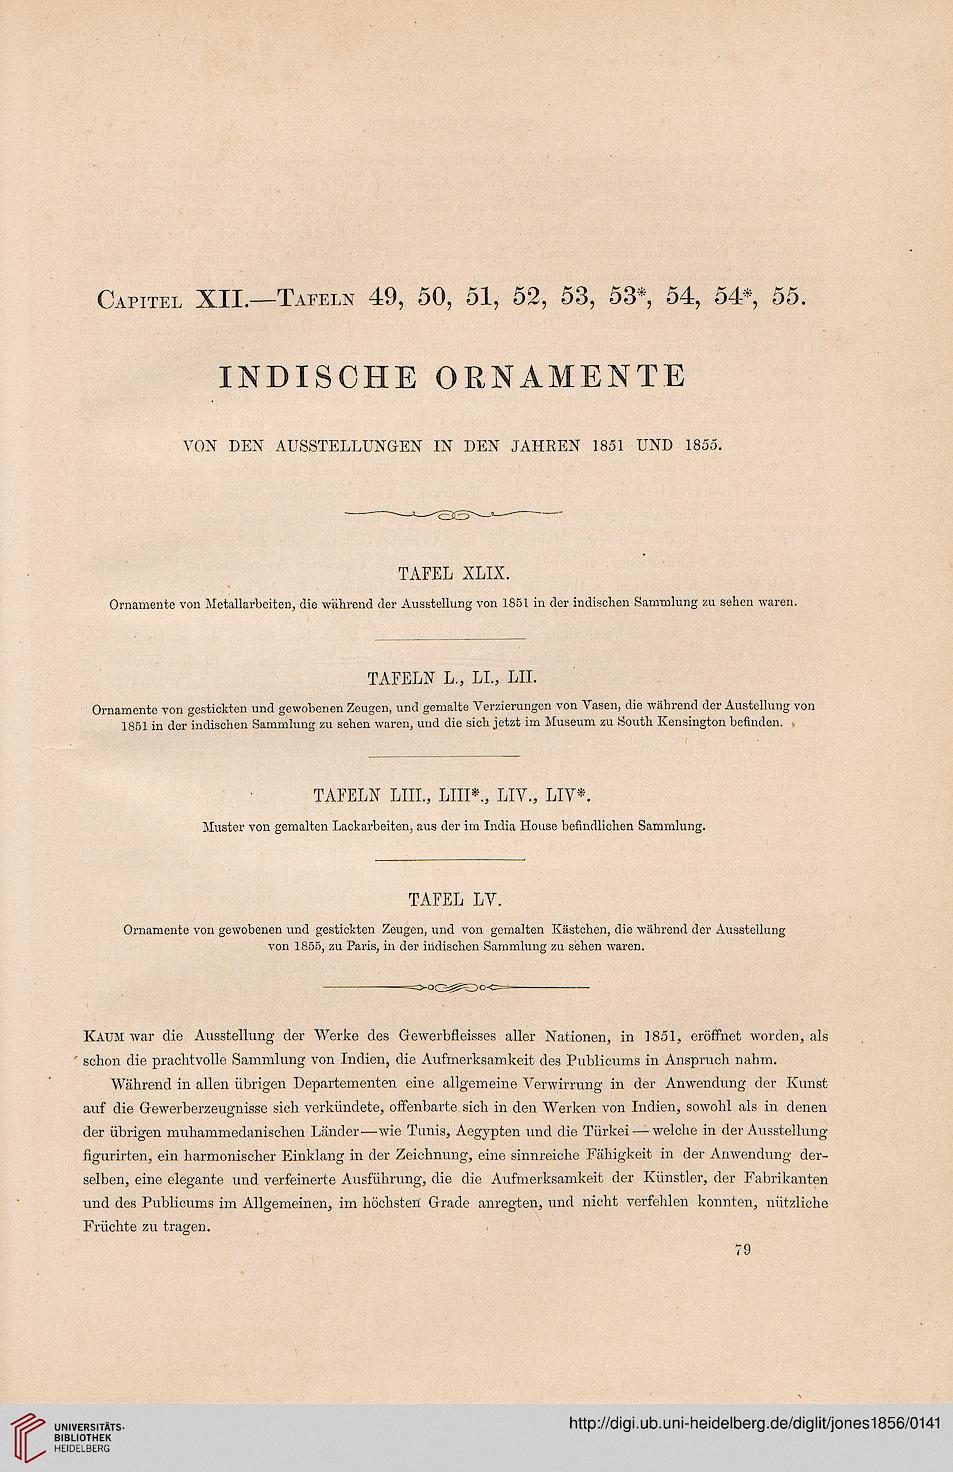 Capitel XII.—Tafeln 49, 50, 51, 52, 53, 53*, 54, 54*, 55.
INDISCHE ORNAMENTE
VON DEN AUSSTELLUNGEN IN DEN JAHREN 1851 UND 1855.
TAFEL XLIX.
Ornamente von Metallarbeiten, die während der Ausstellung von 1851 in der indischen Sammlung zu sehen waren.
TAFELN L., LI., LII.
Ornamente von gestickten und gewobenen Zeugen, und gemalte Verzierungen von Vasen, die während der Austellung von
1851 in der indischen Sammlung zu sehen waren, und die sich jetzt im Museum zu South Kensington befinden.
TAFELN LIII., LIII*., LIV., LIV*.
Muster von gemalten Lackarbeiten, aus der im India House befindlichen Sammlung.
TAFEL LV.
Ornamente von gewobenen und gestickten Zeugen, und von gemalten Kästchen, die während der Ausstellung
von 1855, zu Paris, in der indischen Sammlung zu sehen waren.
Kaum war die Ausstellung der Werke des Gewerbfleisses aller Nationen, in 1851, eröffnet worden, als
schon die prachtvolle Sammlung von Indien, die Aufmerksamkeit des Publicums in Anspruch nahm.
Während in allen übrigen Departementen eine allgemeine Verwirrung in der Anwendung der Kunst
auf die Gewerberzeugnisse sich verkündete, offenbarte sich in den Werken von Indien, sowohl als in denen
der übrigen muhammedanischen Länder—wie Tunis, Aegypten und die Türkei—welche in der Ausstellung
figurirten, ein harmonischer Einklang in der Zeichnung, eine sinnreiche Fähigkeit in der Anwendung der-
selben, eine elegante und verfeinerte Ausführung, die die Aufmerksamkeit der Künstler, der Fabrikanten
und des Publicums im Allgemeinen, im höchsten Grade anregten, und nicht verfehlen konnten, nützliche
Früchte zu tragen.
79
UNIVERSITÄTS-
BIBLIOTHEK
HEIDELBERG
http://digi.ub.uni-heidelberg.de/diglit/jones1856/0141